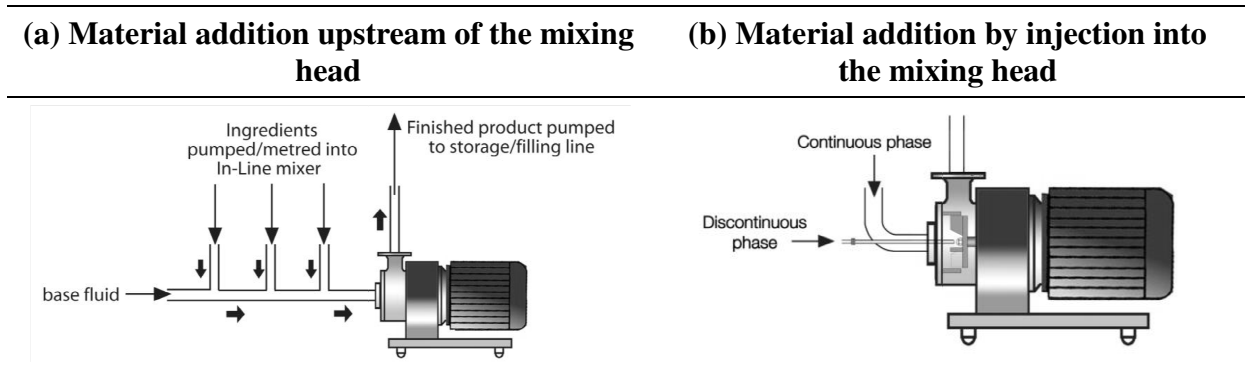 (a) Material addition upstream of the mixing
head
(b) Material addition by injection into
the mixing head
Ingredients
pumped/metred into
In-Line mixer
Finished product pumped
to storage/filling line
base fluid
Continuous phase
Discontinuous
phase